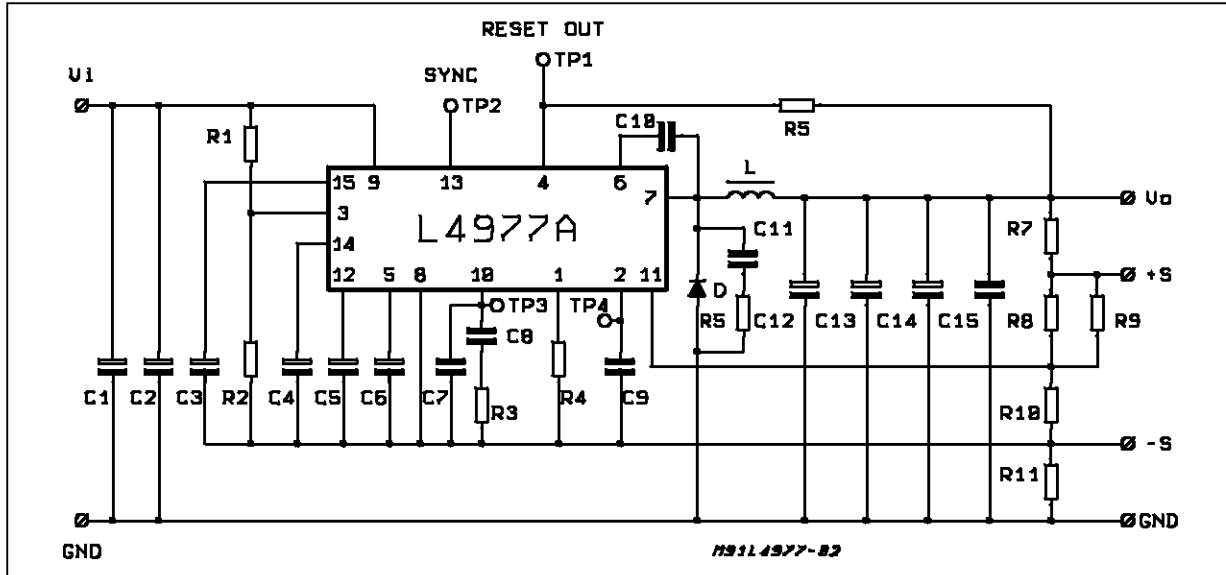 RESET OUT
TP1
Vi
SYNC
TP2
C10
R5
R1
L
15 9 13 4 6
7
Vo
3
L4977A
C11
R7
14
+S
12 5 8 10 1 2 11
TP3
TP4
D
R5
C12
C13
C14
C15
R8
R9
C8
C1
C2
C3
R2
C4
C5
C6
C7
R3
R4
C9
R10
-S
R11
GND
GND
M91L4977-02